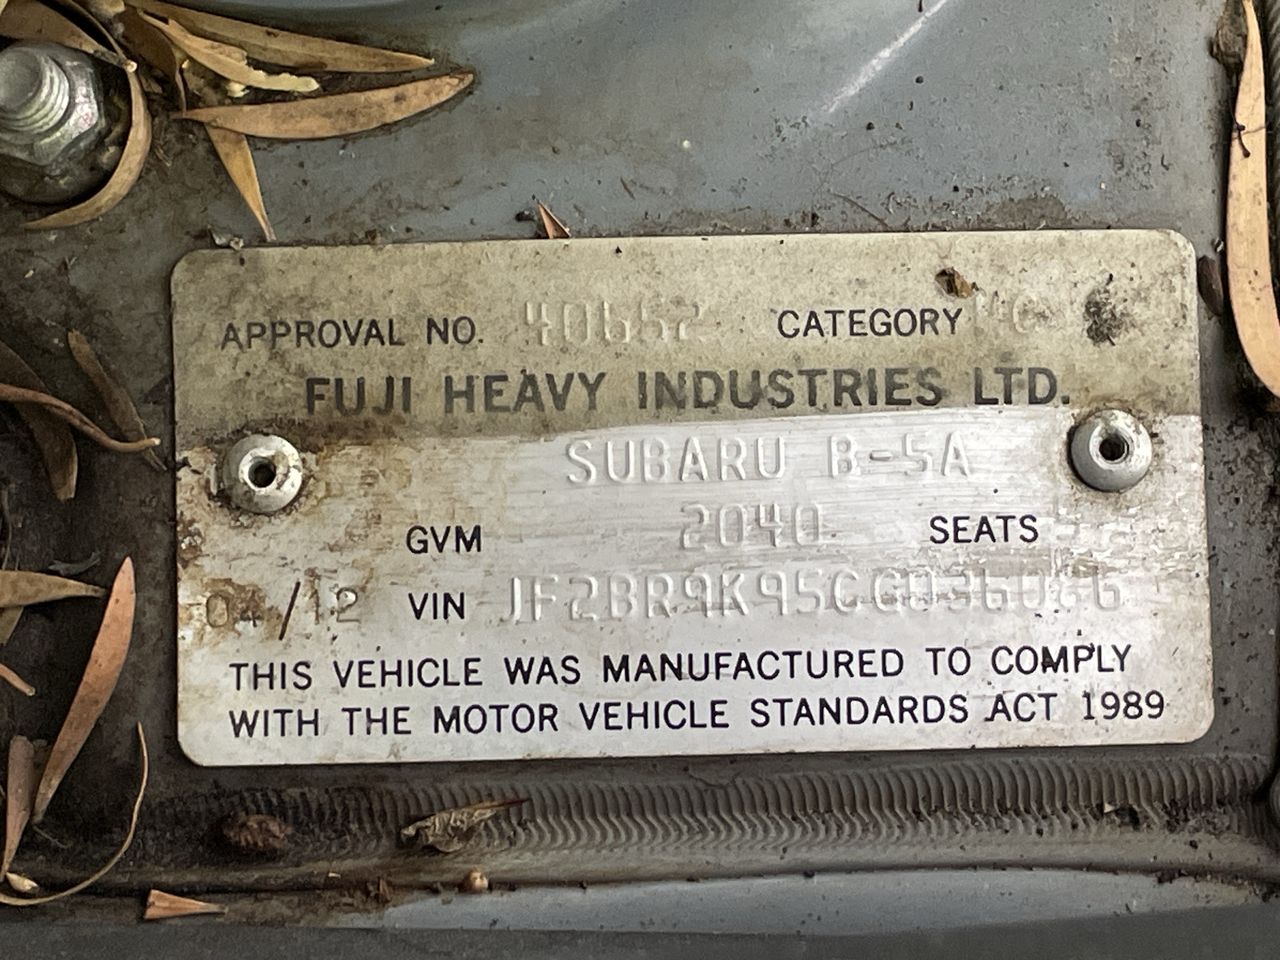 APPROVAL NO. 40652 CATEGORY MC
FUJI HEAVY INDUSTRIES LTD.
SUBARU B-5A
GVM 2040 SEATS
04/12 VIN
THIS VEHICLE WAS MANUFACTURED TO COMPLY
WITH THE MOTOR VEHICLE STANDARDS ACT 1989